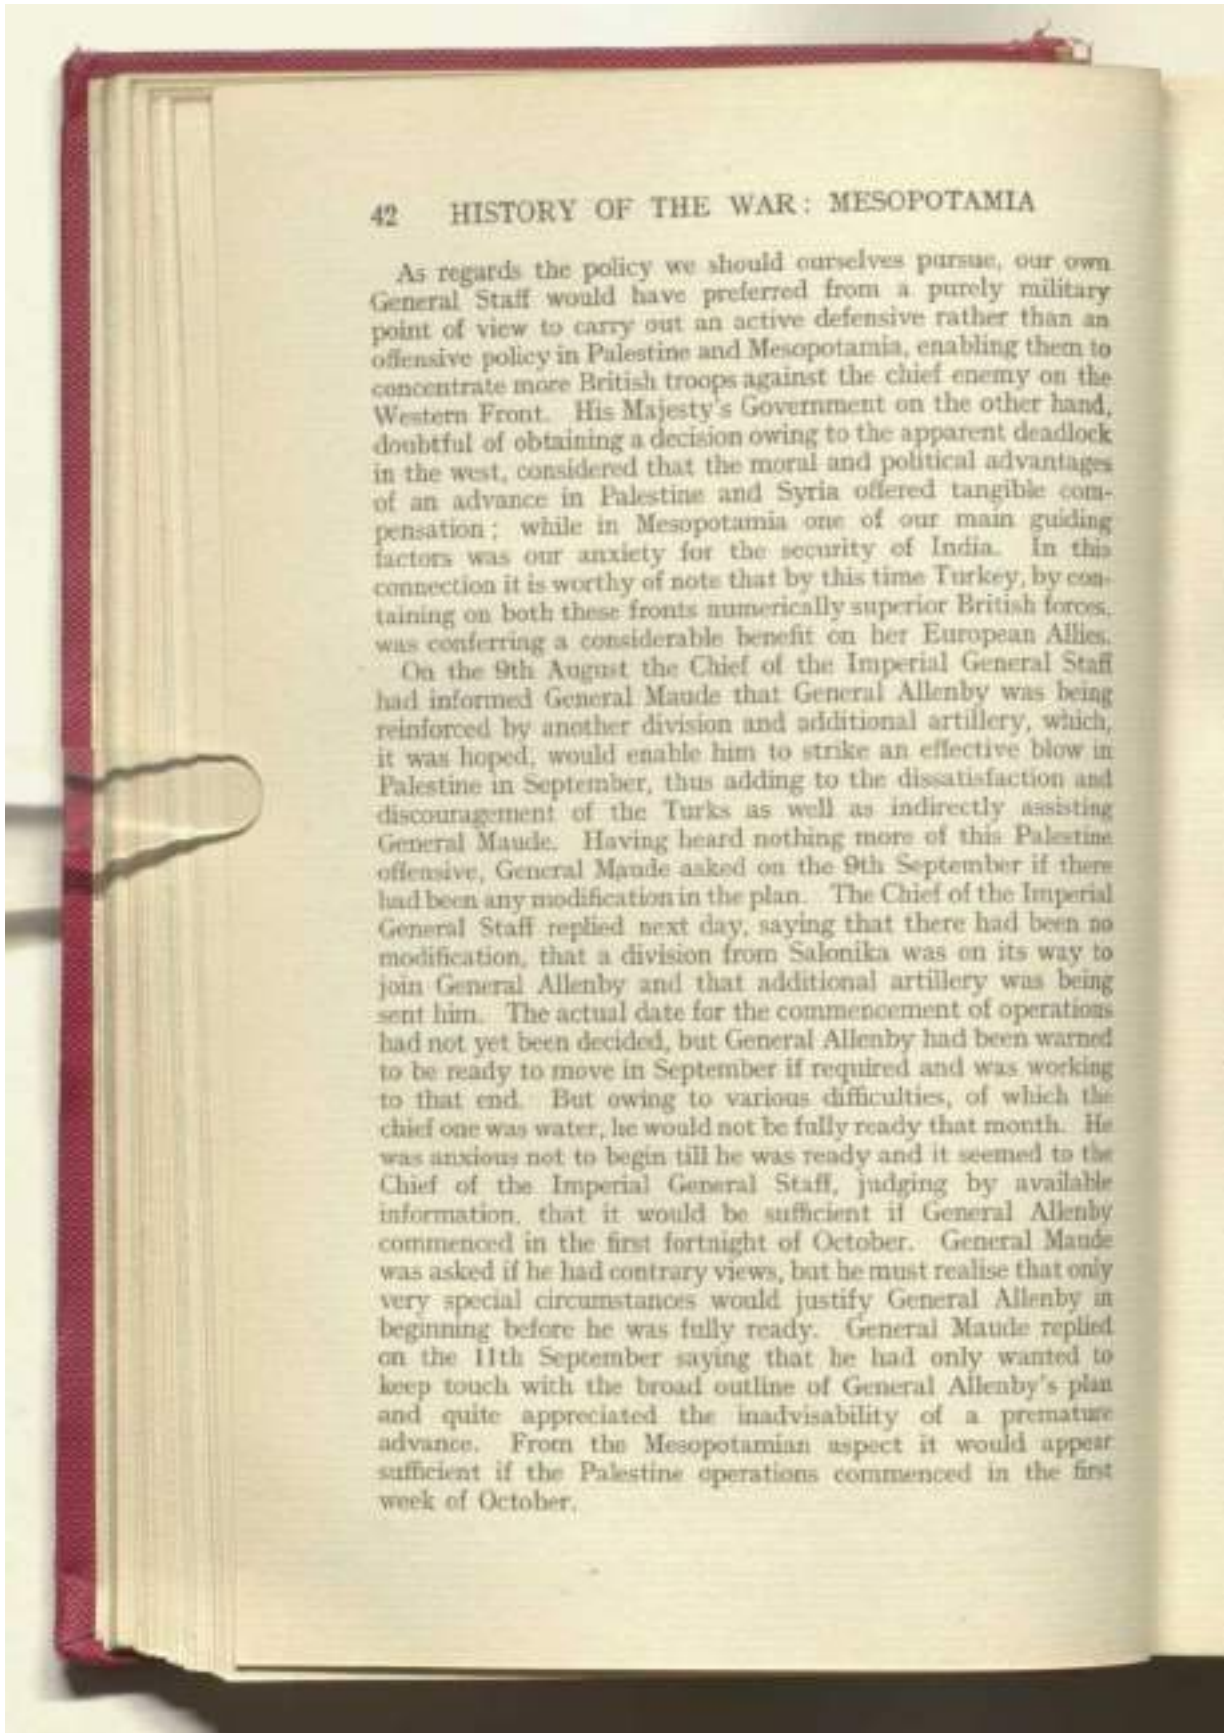 42 HISTORY OF THE WAR: MESOPOTAMIA
As regards the policy we should ourselves pursue, our own
General Staff would have preferred from a purely military
point of view to carry out an active defensive rather than an
offensive policy in Palestine and Mesopotamia, enabling them to
concentrate more British troops against the chief enemy on the
Western Front. His Majesty's Government on the other hand,
doubtful of obtaining a decision owing to the apparent deadlock
in the west, considered that the moral and political advantages
of an advance in Palestine and Syria offered tangible com-
pensation; while in Mesopotamia one of our main guiding
factors was our anxiety for the security of India. In this
connection it is worthy of note that by this time Turkey, by con-
taining on both these fronts numerically superior British forces,
was conferring a considerable benefit on her European Allies.
On the 9th August the Chief of the Imperial General Staff
had informed General Maude that General Allenby was being
reinforced by another division and additional artillery, which,
it was hoped, would enable him to strike an effective blow in
Palestine in September, thus adding to the dissatisfaction and
discouragement of the Turks as well as indirectly assisting
General Maude. Having heard nothing more of this Palestine
offensive, General Maude asked on the 9th September if there
had been any modification in the plan. The Chief of the Imperial
General Staff replied next day, saying that there had been no
modification, that a division from Salonika was on its way to
join General Allenby and that additional artillery was being
sent him. The actual date for the commencement of operations
had not yet been decided, but General Allenby had been warned
to be ready to move in September if required and was working
to that end. But owing to various difficulties, of which the
chief one was water, he would not be fully ready that month. He
was anxious not to begin till he was ready and it seemed to the
Chief of the Imperial General Staff, judging by available
information, that it would be sufficient if General Allenby
commenced in the first fortnight of October. General Maude
was asked if he had contrary views, but he must realise that only
very special circumstances would justify General Allenby in
beginning before he was fully ready. General Maude replied
on the 11th September saying that he had only wanted to
keep touch with the broad outline of General Allenby's plan
and quite appreciated the inadvisability of a premature
advance. From the Mesopotamian aspect it would appear
sufficient if the Palestine operations commenced in the first
week of October.